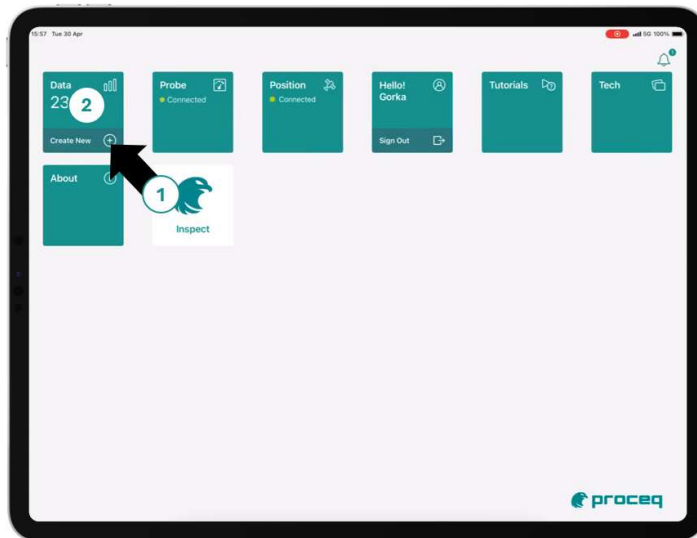 15:57 Tue 30 Apr
5G 100%
Data
23
2
Create New
Probe
Connected
Position
Connected
Hello!
Gorka
Sign Out
Tutorials
Tech
About
1
Inspect
proceq